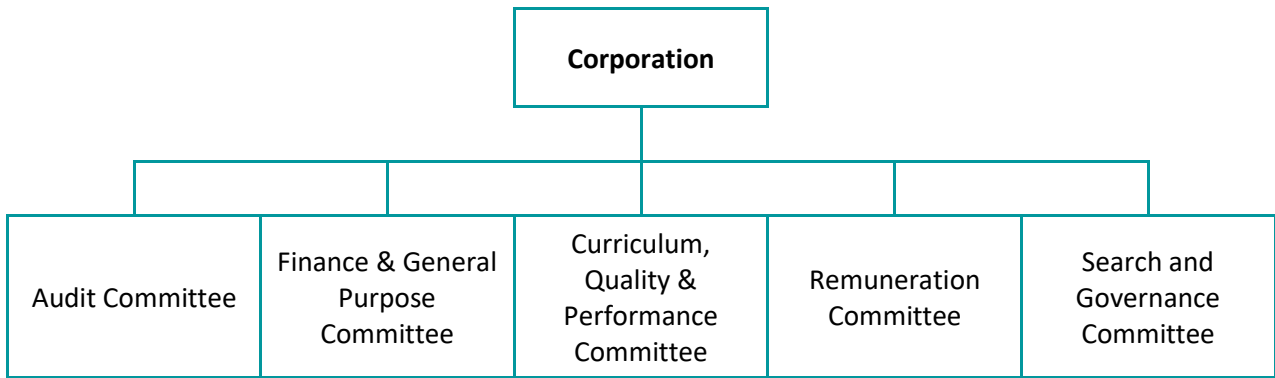 Corporation
Audit Committee
Finance & General
Purpose
Committee
Curriculum,
Quality &
Performance
Committee
Remuneration
Committee
Search and
Governance
Committee